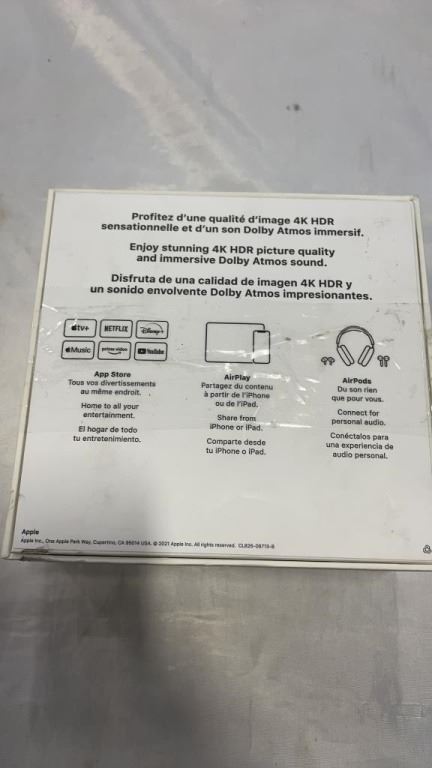 Profitez d'une qualité d'image 4K HDR
sensationnelle et d'un son Dolby Atmos immersif.
Enjoy stunning 4K HDR picture quality
and immersive Dolby Atmos sound.
Disfruta de una calidad de imagen 4K HDR y
un sonido envolvente Dolby Atmos impresionantes.
tv+ NETFLIX Disney+
Music prime video YouTube
App Store
Tous vos divertissements
au même endroit.
Home to all your
entertainment.
El hogar de todo
tu entretenimiento.
AirPlay
Partagez du contenu
à partir de l'iPhone
ou de l'iPad.
Share from
iPhone or iPad.
Comparte desde
tu iPhone o iPad.
AirPods
Du son rien
que pour vous.
Connect for
personal audio.
Conéctalos para
una experiencia de
audio personal.
Apple
Apple Inc., One Apple Park Way, Cupertino, CA 95014 USA. © 2021 Apple Inc. All rights reserved.